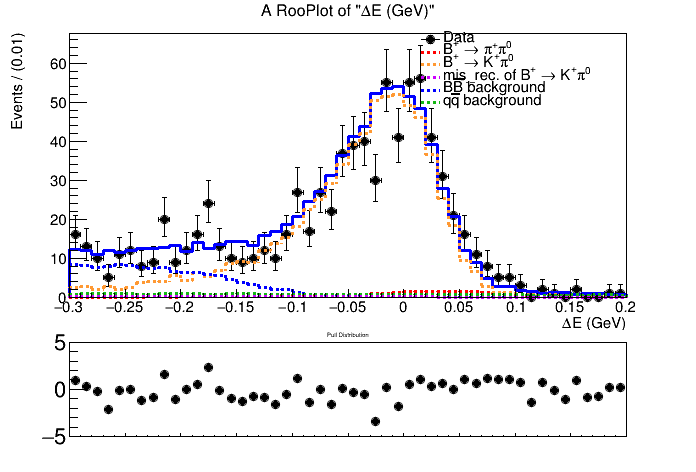 A RooPlot of "ΔE (GeV)"
Events / (0.01)
60
50
40
30
20
10
0
Data
B⁺ → π⁺π⁰
B⁺ → K⁺π⁰
mis_rec. of B⁺ → K⁺π⁰
BB̅ background
qq̅ background
−0.3 −0.25 −0.2 −0.15 −0.1 −0.05 0 0.05 0.1 0.15 0.2
ΔE (GeV)
Pull Distribution
5
0
−5